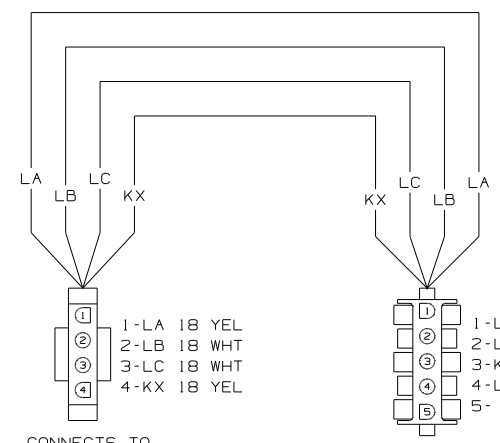 LA
LB
LC
KX
KX
LC
LB
LA
1
2
3
4
1-LA 18 YEL
2-LB 18 WHT
3-LC 18 WHT
4-KX 18 YEL
1
2
3
4
5
1-L
2-L
3-K
4-L
5-
CONNECTS TO